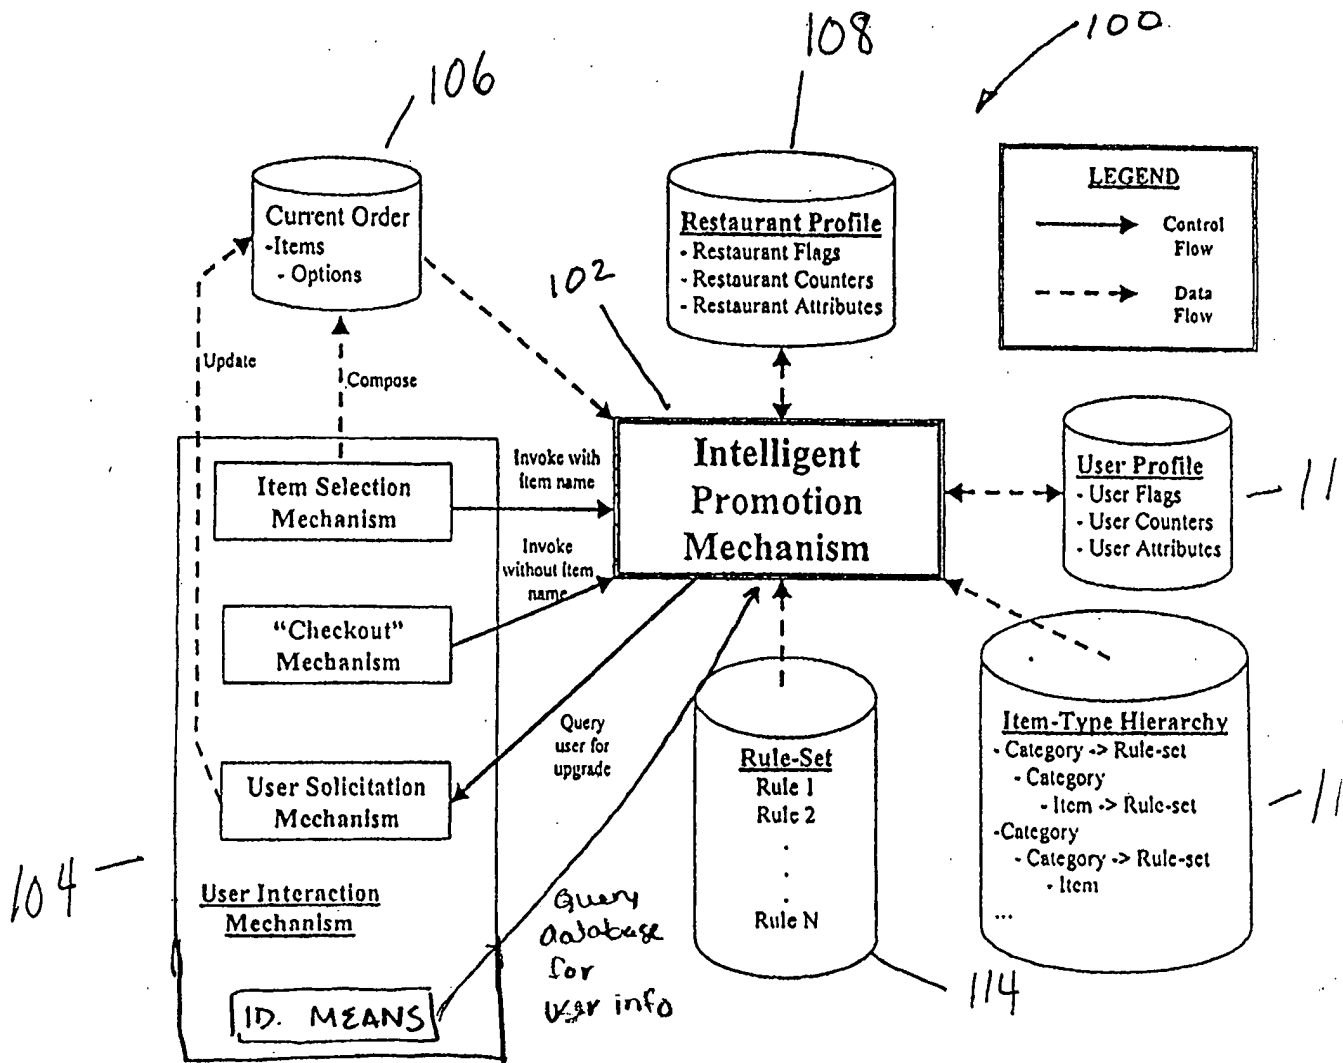 106
108
100
Current Order
-Items
- Options
Restaurant Profile
- Restaurant Flags
- Restaurant Counters
- Restaurant Attributes
LEGEND
Control
Flow
Data
Flow
102
Update
Compose
Item Selection
Mechanism
Invoke with
item name
Intelligent
Promotion
Mechanism
User Profile
- User Flags
- User Counters
- User Attributes
11
Invoke
without item
name
"Checkout"
Mechanism
User Solicitation
Mechanism
Query
user for
upgrade
Rule-Set
Rule 1
Rule 2
.
.
.
Rule N
Item-Type Hierarchy
- Category -> Rule-set
- Category
- Item -> Rule-set
-Category
- Category -> Rule-set
- Item
...
11
104
User Interaction
Mechanism
Query
database
for
user info
114
ID. MEANS